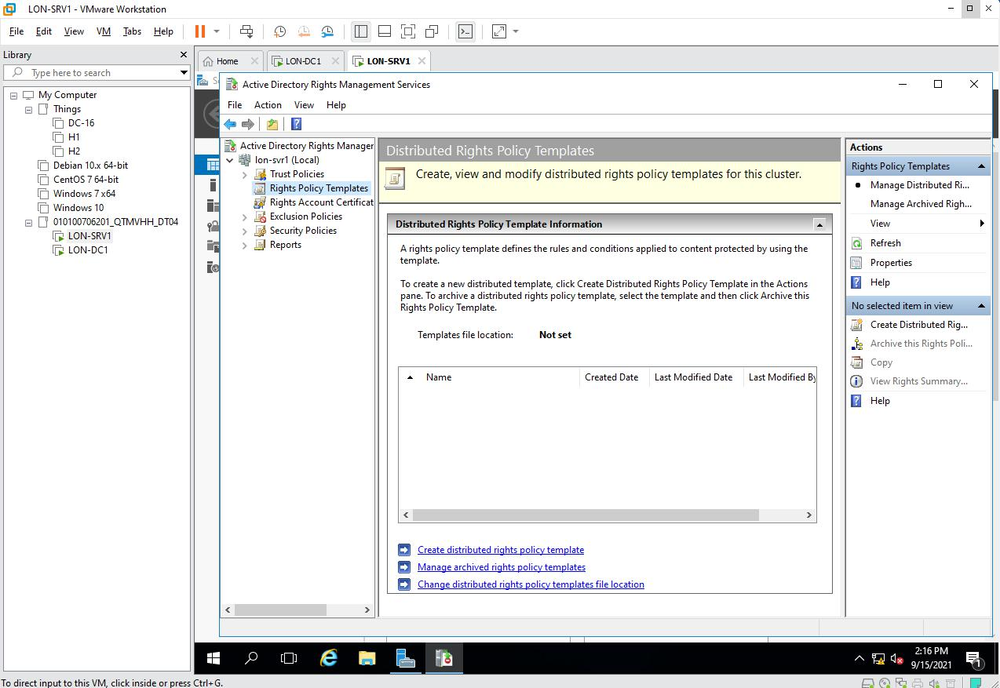 LON-SRV1 - VMware Workstation
File Edit View VM Tabs Help
Library
Type here to search
My Computer
Things
DC-16
H1
H2
Debian 10.x 64-bit
CentOS 7 64-bit
Windows 7 x64
Windows 10
010100706201_QTMVHH_DT04
LON-SRV1
LON-DC1
Home
LON-DC1
LON-SRV1
Active Directory Rights Management Services
File Action View Help
Active Directory Rights Manager
lon-svr1 (Local)
Trust Policies
Rights Policy Templates
Rights Account Certificat
Exclusion Policies
Security Policies
Reports
Distributed Rights Policy Templates
Create, view and modify distributed rights policy templates for this cluster.
Distributed Rights Policy Template Information
A rights policy template defines the rules and conditions applied to content protected by using the
template.
To create a new distributed template, click Create Distributed Rights Policy Template in the Actions
pane. To archive a distributed rights policy template, select the template and then click Archive this
Rights Policy Template.
Templates file location: Not set
Name Created Date Last Modified Date Last Modified By
Create distributed rights policy template
Manage archived rights policy templates
Change distributed rights policy templates file location
Actions
Rights Policy Templates
Manage Distributed Ri...
Manage Archived Righ...
View
Refresh
Properties
Help
No selected item in view
Create Distributed Rig...
Archive this Rights Poli...
Copy
View Rights Summary...
Help
2:16 PM
9/15/2021
1
To direct input to this VM, click inside or press Ctrl+G.